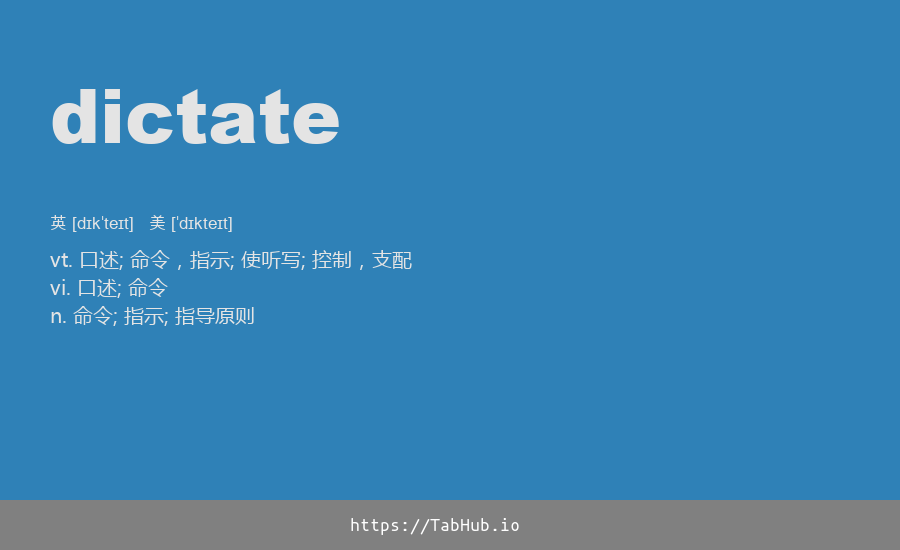 dictate
英 [dɪk'teɪt] 美 ['dɪkteɪt]
vt. 口述; 命令，指示; 使听写; 控制，支配
vi. 口述; 命令
n. 命令; 指示; 指导原则
https://TabHub.io